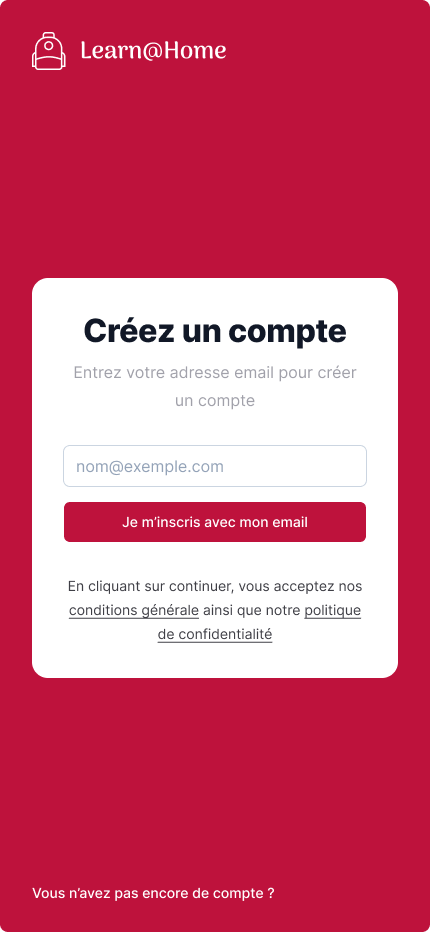 Learn@Home
Créez un compte
Entrez votre adresse email pour créer
un compte
nom@exemple.com
Je m’inscris avec mon email
En cliquant sur continuer, vous acceptez nos
conditions générale ainsi que notre politique
de confidentialité
Vous n’avez pas encore de compte ?